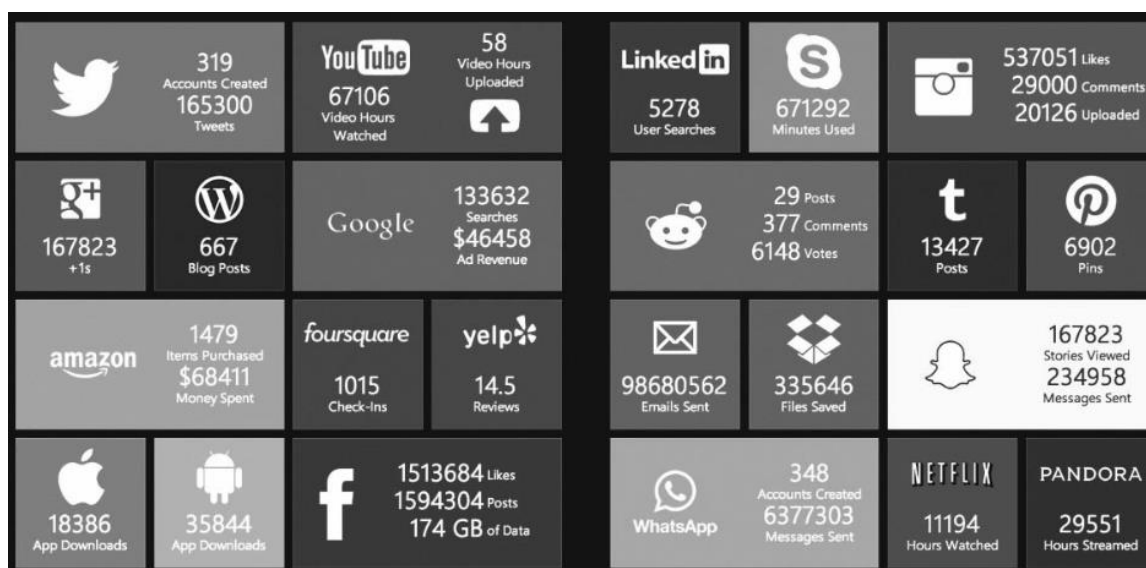 319
Accounts Created
165300
Tweets
YouTube
67106
Video Hours
Watched
58
Video Hours
Uploaded
Linked in
5278
User Searches
S
671292
Minutes Used
537051 Likes
29000 Comments
20126 Uploaded
g+
167823
+1s
W
667
Blog Posts
Google
133632
Searches
$46458
Ad Revenue
29 Posts
377 Comments
6148 Votes
t
13427
Posts
P
6902
Pins
amazon
1479
Items Purchased
$68411
Money Spent
foursquare
1015
Check-Ins
yelp
14.5
Reviews
98680562
Emails Sent
335646
Files Saved
167823
Stories Viewed
234958
Messages Sent
18386
App Downloads
35844
App Downloads
f
1513684 Likes
1594304 Posts
174 GB of Data
WhatsApp
348
Accounts Created
6377303
Messages Sent
NETFLIX
11194
Hours Watched
PANDORA
29551
Hours Streamed